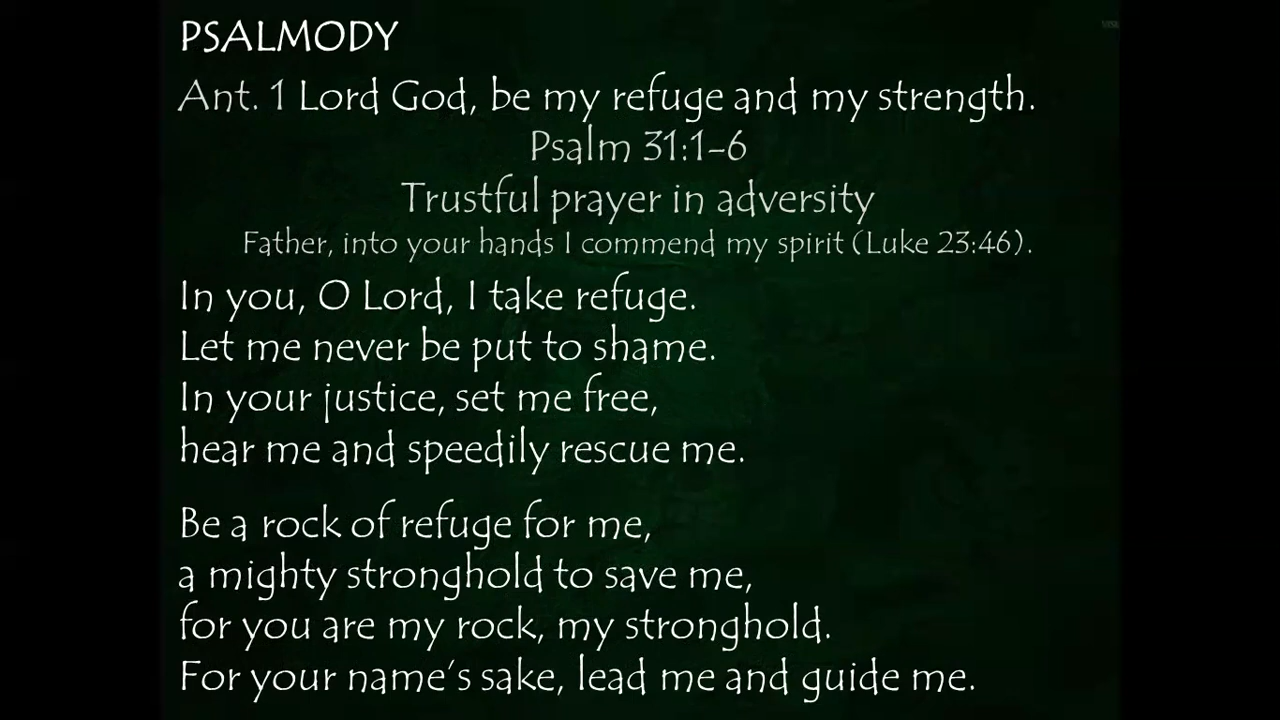 PSALMODY
Ant. 1 Lord God, be my refuge and my strength.
Psalm 31:1–6
Trustful prayer in adversity
Father, into your hands I commend my spirit (Luke 23:46).
In you, O Lord, I take refuge.
Let me never be put to shame.
In your justice, set me free,
hear me and speedily rescue me.
Be a rock of refuge for me,
a mighty stronghold to save me,
for you are my rock, my stronghold.
For your name’s sake, lead me and guide me.